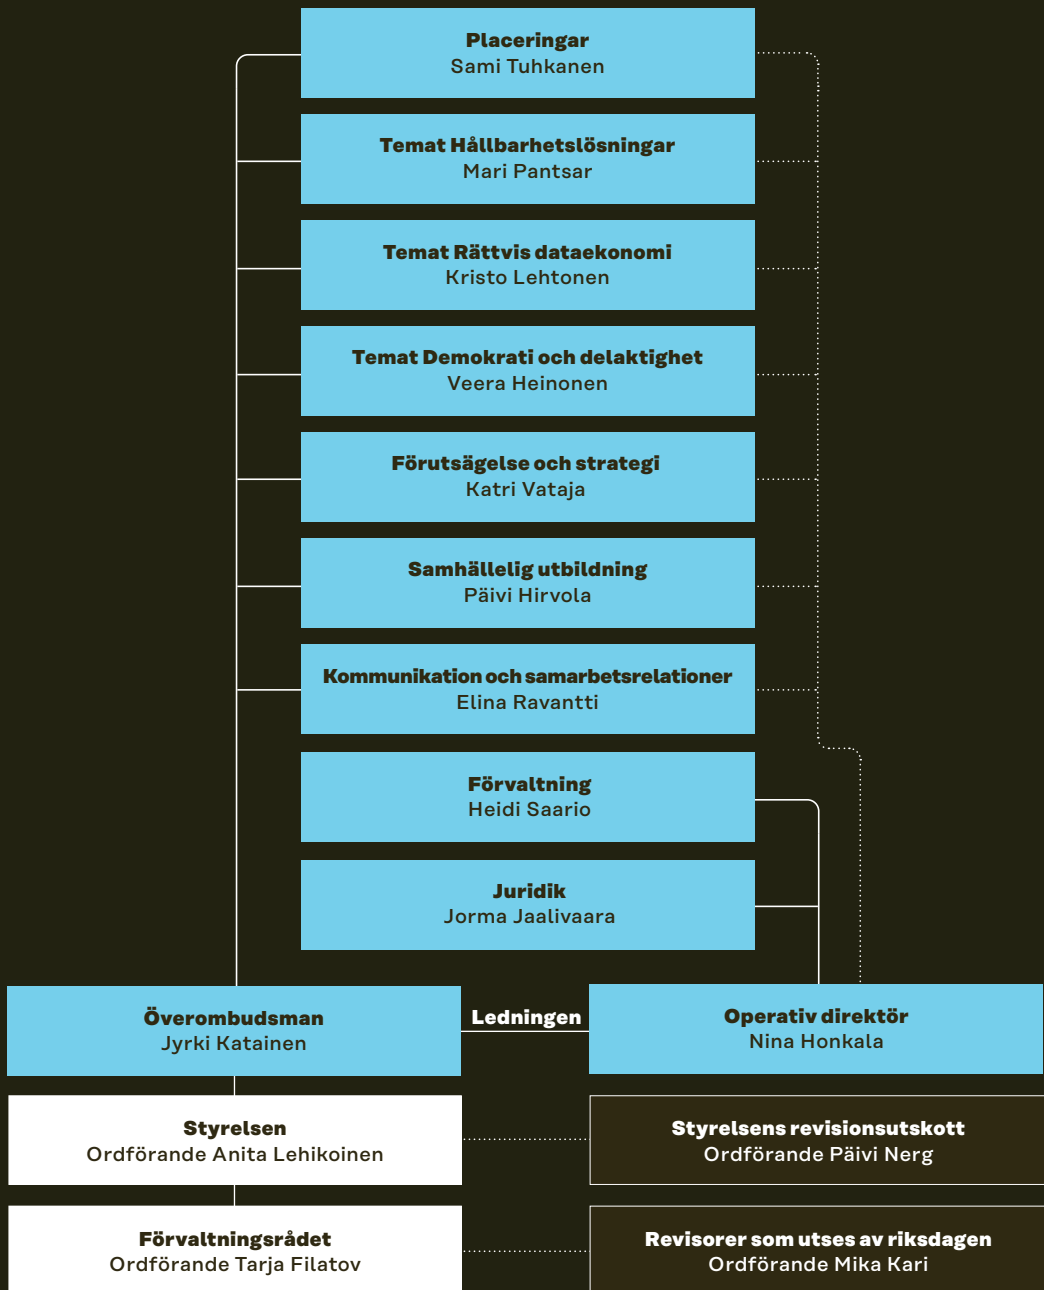 Placeringar
Sami Tuhkanen
Temat Hållbarhetslösningar
Mari Pantsar
Temat Rättvis dataekonomi
Kristo Lehtonen
Temat Demokrati och delaktighet
Veera Heinonen
Förutsägelse och strategi
Katri Vataja
Samhällelig utbildning
Päivi Hirvola
Kommunikation och samarbetsrelationer
Elina Ravantti
Förvaltning
Heidi Saario
Juridik
Jorma Jaalivaara
Överombudsman
Jyrki Katainen
Ledningen
Operativ direktör
Nina Honkala
Styrelsen
Ordförande Anita Lehikoinen
Styrelsens revisionsutskott
Ordförande Päivi Nerg
Förvaltningsrådet
Ordförande Tarja Filatov
Revisorer som utses av riksdagen
Ordförande Mika Kari